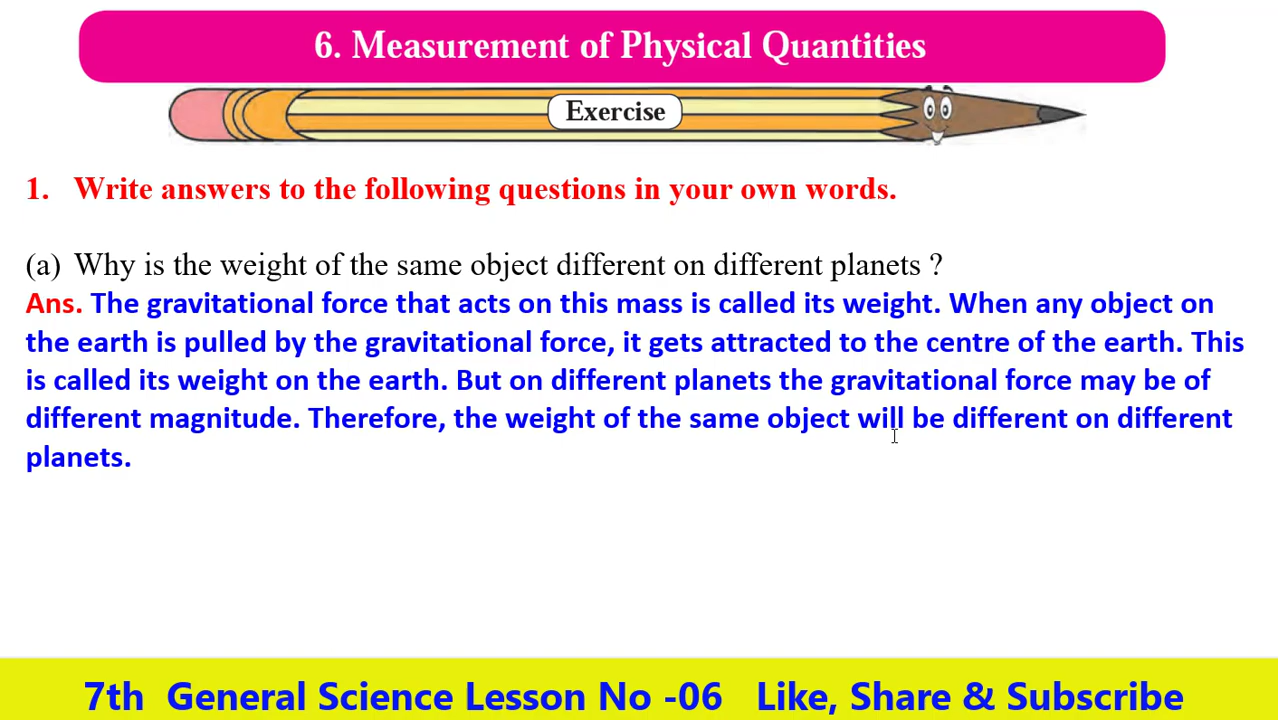 6. Measurement of Physical Quantities
Exercise
1. Write answers to the following questions in your own words.
(a) Why is the weight of the same object different on different planets ?
Ans. The gravitational force that acts on this mass is called its weight. When any object on
the earth is pulled by the gravitational force, it gets attracted to the centre of the earth. This
is called its weight on the earth. But on different planets the gravitational force may be of
different magnitude. Therefore, the weight of the same object will be different on different
planets.
7th General Science Lesson No -06 Like, Share & Subscribe